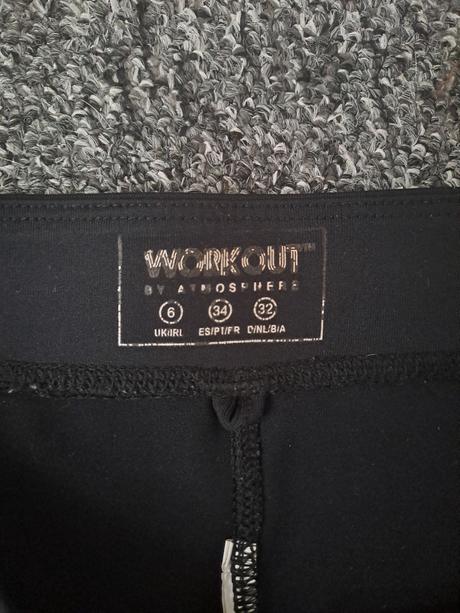 WORKOUT
BY ATMOSPHERE
6 34 32
UK/IRL ES/PT/FR D/NL/B/A